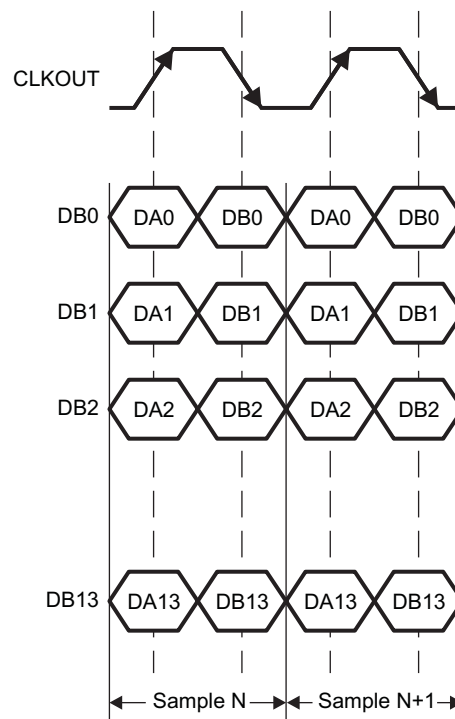 CLKOUT
DB0 DA0 DB0 DA0 DB0
DB1 DA1 DB1 DA1 DB1
DB2 DA2 DB2 DA2 DB2
DB13 DA13 DB13 DA13 DB13
Sample N Sample N+1